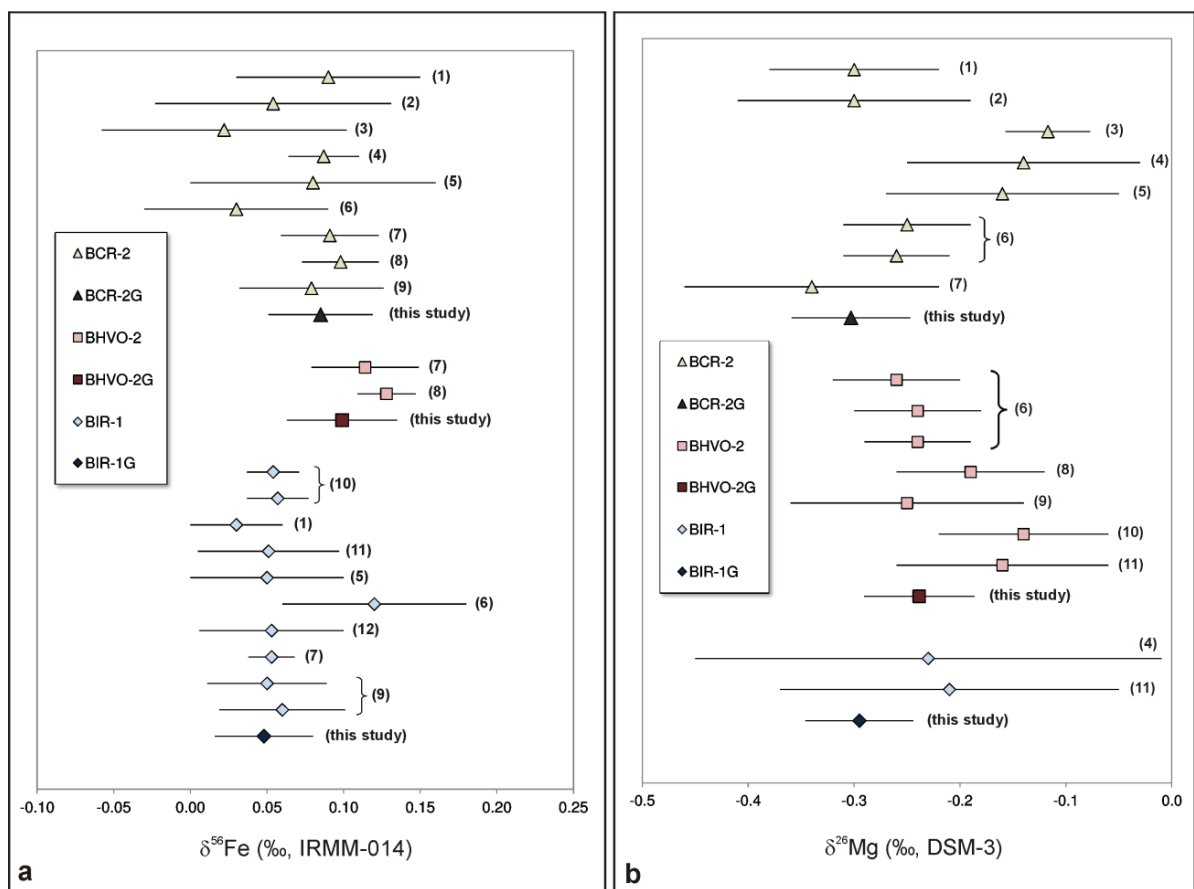 (1)
(2)
(3)
(4)
(5)
(6)
(7)
(8)
(9)
(this study)
(7)
(8)
(this study)
(10)
(1)
(11)
(5)
(6)
(12)
(7)
(9)
(this study)
BCR-2
BCR-2G
BHVO-2
BHVO-2G
BIR-1
BIR-1G
-0.10 -0.05 0.00 0.05 0.10 0.15 0.20 0.25
δ⁵⁶Fe (‰, IRMM-014)
a
(1)
(2)
(3)
(4)
(5)
(6)
(7)
(this study)
(6)
(8)
(9)
(10)
(11)
(this study)
(4)
(11)
(this study)
BCR-2
BCR-2G
BHVO-2
BHVO-2G
BIR-1
BIR-1G
-0.5 -0.4 -0.3 -0.2 -0.1 0.0
δ²⁶Mg (‰, DSM-3)
b